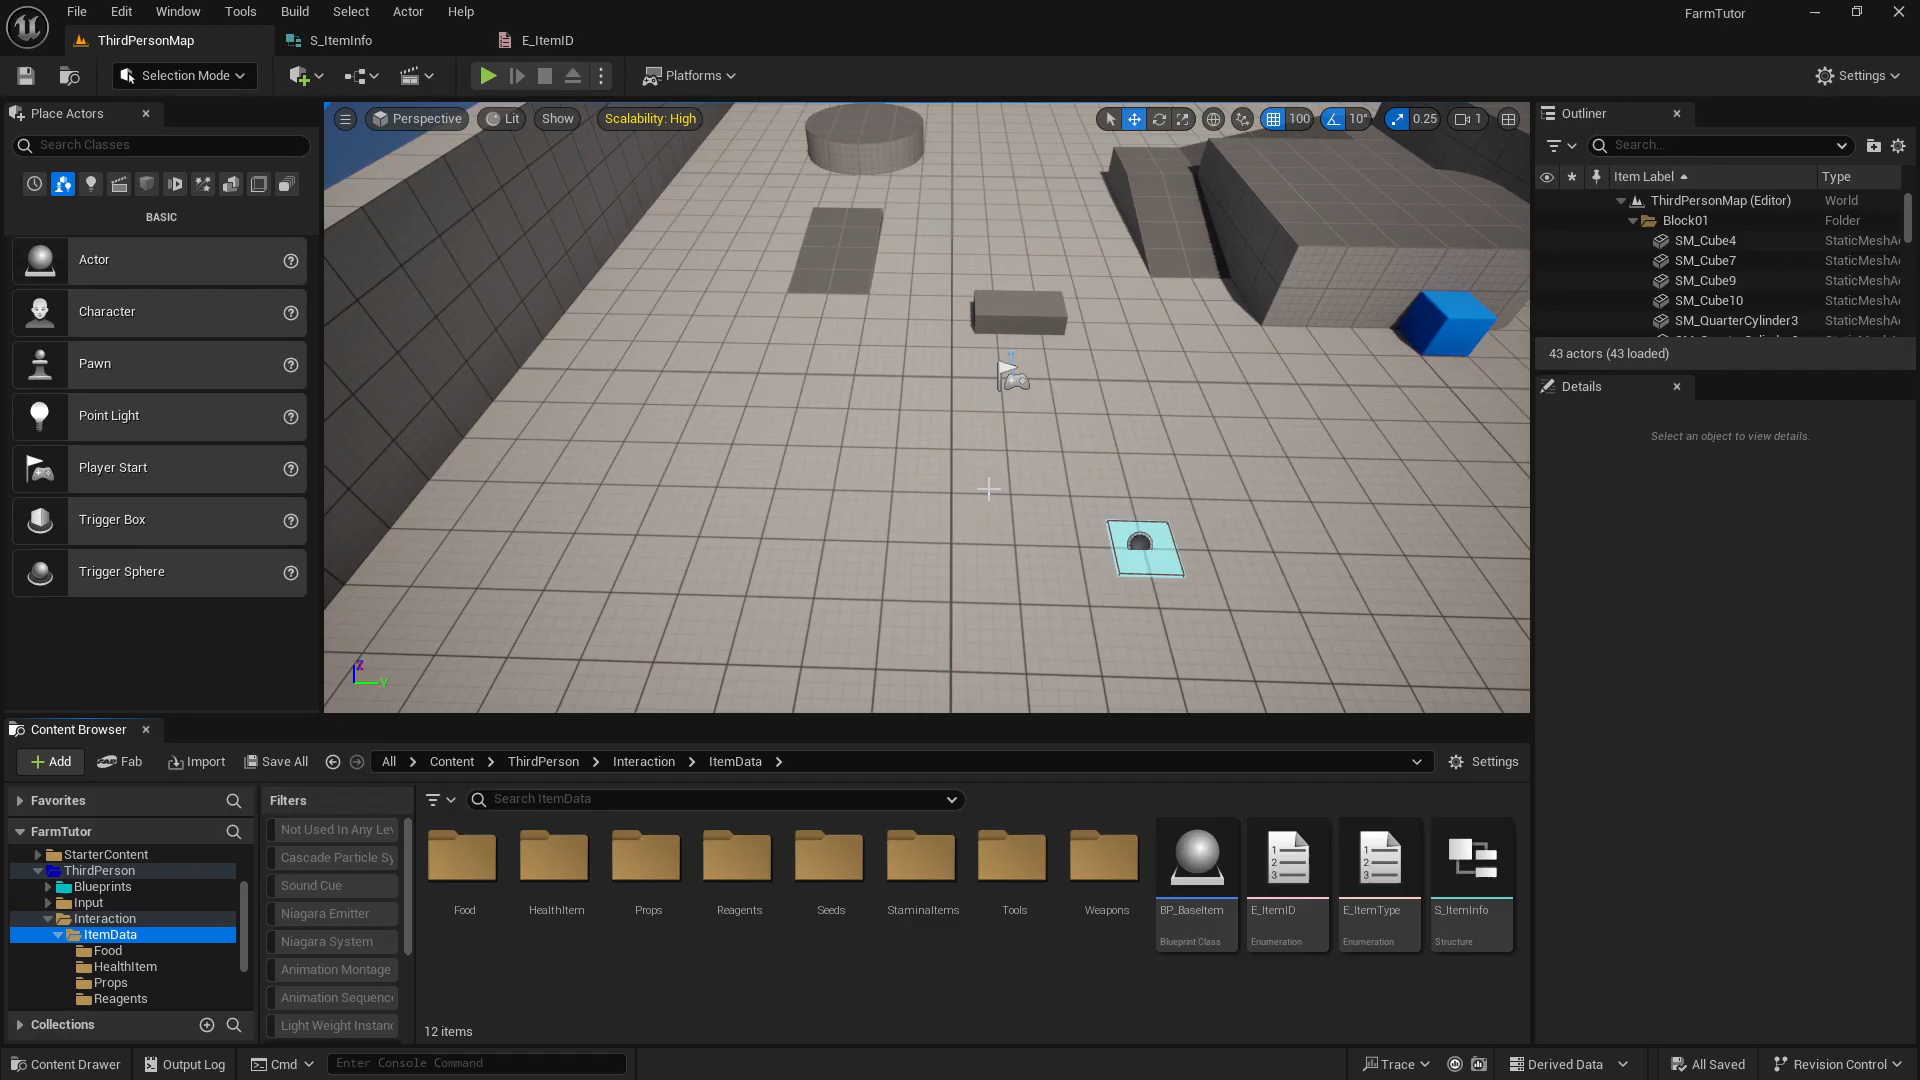 File Edit Window Tools Build Select Actor Help
FarmTutor
ThirdPersonMap S_ItemInfo E_ItemID
Selection Mode Platforms Settings
Place Actors
Search Classes
BASIC
Actor
Character
Pawn
Point Light
Player Start
Trigger Box
Trigger Sphere
Perspective Lit Show Scalability: High 100 10° 0.25 1
Z
Y
Outliner
Search...
Item Label Type
ThirdPersonMap (Editor) World
Block01 Folder
SM_Cube4 StaticMeshA
SM_Cube7 StaticMeshA
SM_Cube9 StaticMeshA
SM_Cube10 StaticMeshA
SM_QuarterCylinder3 StaticMeshA
43 actors (43 loaded)
Details
Select an object to view details.
Content Browser
Add Fab Import Save All All Content ThirdPerson Interaction ItemData Settings
Favorites
FarmTutor
StarterContent
ThirdPerson
Blueprints
Input
Interaction
ItemData
Food
HealthItem
Props
Reagents
Collections
Filters
Not Used In Any Lev
Cascade Particle Sy
Sound Cue
Niagara Emitter
Niagara System
Animation Montage
Animation Sequenc
Light Weight Instan
Search ItemData
Food HealthItem Props Reagents Seeds StaminaItems Tools Weapons BP_BaseItem E_ItemID E_ItemType S_ItemInfo
Blueprint Class Enumeration Enumeration Structure
12 items
Content Drawer Output Log Cmd Enter Console Command Trace Derived Data All Saved Revision Control